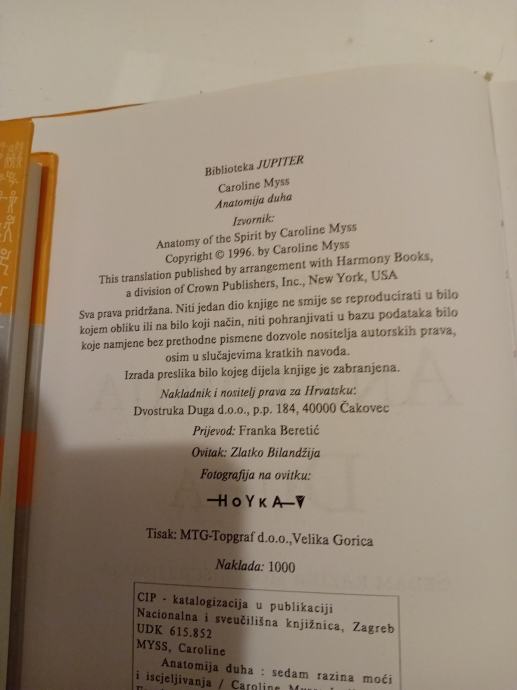 Biblioteka JUPITER
Caroline Myss
Anatomija duha
Izvornik:
Anatomy of the Spirit by Caroline Myss
Copyright © 1996. by Caroline Myss
This translation published by arrangement with Harmony Books,
a division of Crown Publishers, Inc., New York, USA
Sva prava pridržana. Niti jedan dio knjige ne smije se reproducirati u bilo
kojem obliku ili na bilo koji način, niti pohranjivati u bazu podataka bilo
koje namjene bez prethodne pismene dozvole nositelja autorskih prava,
osim u slučajevima kratkih navoda.
Izrada preslika bilo kojeg dijela knjige je zabranjena.
Nakladnik i nositelj prava za Hrvatsku:
Dvostruka Duga d.o.o., p.p. 184, 40000 Čakovec
Prijevod: Franka Beretić
Ovitak: Zlatko Bilandžija
Fotografija na ovitku:
HOYKA
Tisak: MTG-Topgraf d.o.o.,Velika Gorica
Naklada: 1000
CIP - katalogizacija u publikaciji
Nacionalna i sveučilišna knjižnica, Zagreb
UDK 615.852
MYSS, Caroline
Anatomija duha : sedam razina moći
i iscjeljivanja / Caroline